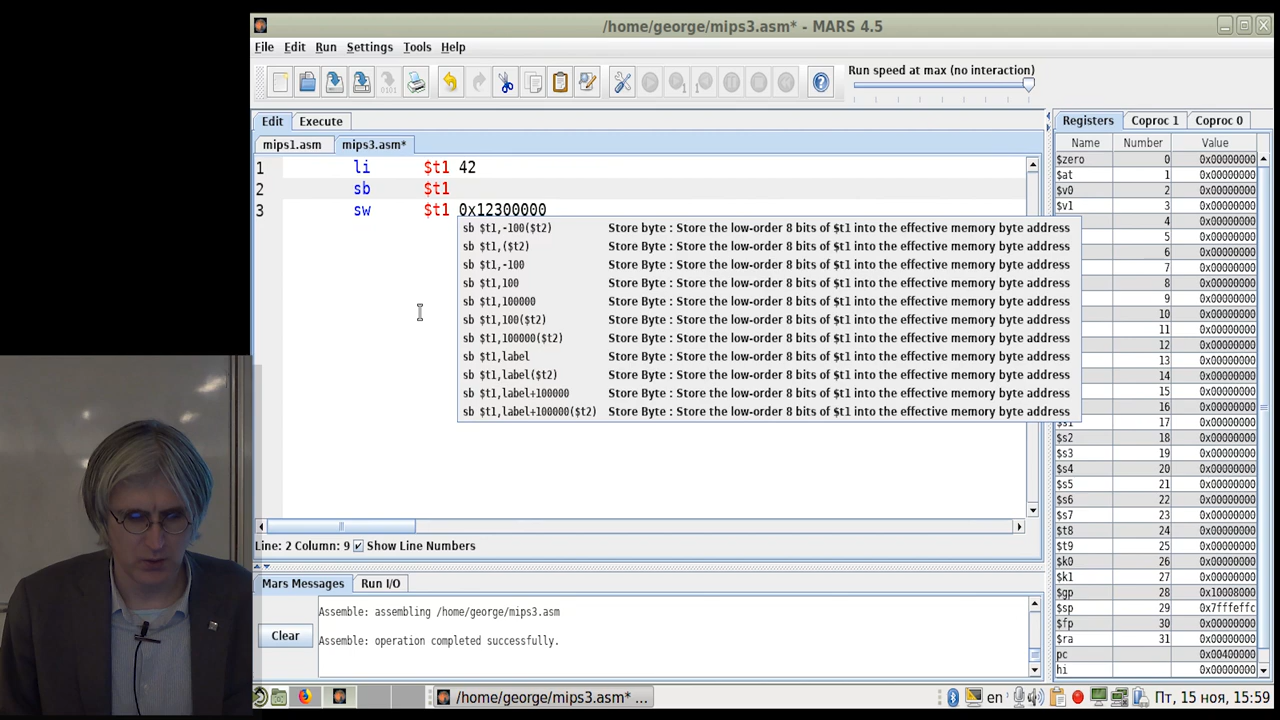 /home/george/mips3.asm* - MARS 4.5
File Edit Run Settings Tools Help
Run speed at max (no interaction)
Edit Execute
mips1.asm mips3.asm*
1 li $t1 42
2 sb $t1
3 sw $t1 0x12300000
sb $t1,-100($t2) Store Byte : Store the low-order 8 bits of $t1 into the effective memory byte address
sb $t1,($t2) Store Byte : Store the low-order 8 bits of $t1 into the effective memory byte address
sb $t1,-100 Store Byte : Store the low-order 8 bits of $t1 into the effective memory byte address
sb $t1,100 Store Byte : Store the low-order 8 bits of $t1 into the effective memory byte address
sb $t1,100000 Store Byte : Store the low-order 8 bits of $t1 into the effective memory byte address
sb $t1,100($t2) Store Byte : Store the low-order 8 bits of $t1 into the effective memory byte address
sb $t1,100000($t2) Store Byte : Store the low-order 8 bits of $t1 into the effective memory byte address
sb $t1,label Store Byte : Store the low-order 8 bits of $t1 into the effective memory byte address
sb $t1,label($t2) Store Byte : Store the low-order 8 bits of $t1 into the effective memory byte address
sb $t1,label+100000 Store Byte : Store the low-order 8 bits of $t1 into the effective memory byte address
sb $t1,label+100000($t2) Store Byte : Store the low-order 8 bits of $t1 into the effective memory byte address
Line: 2 Column: 9 Show Line Numbers
Mars Messages Run I/O
Assemble: assembling /home/george/mips3.asm
Clear
Assemble: operation completed successfully.
Registers Coproc 1 Coproc 0
Name Number Value
$zero 0 0x00000000
$at 1 0x00000000
$v0 2 0x00000000
$v1 3 0x00000000
4 0x00000000
5 0x00000000
6 0x00000000
7 0x00000000
8 0x00000000
9 0x00000000
10 0x00000000
11 0x00000000
12 0x00000000
13 0x00000000
14 0x00000000
15 0x00000000
16 0x00000000
$s1 17 0x00000000
$s2 18 0x00000000
$s3 19 0x00000000
$s4 20 0x00000000
$s5 21 0x00000000
$s6 22 0x00000000
$s7 23 0x00000000
$t8 24 0x00000000
$t9 25 0x00000000
$k0 26 0x00000000
$k1 27 0x00000000
$gp 28 0x10008000
$sp 29 0x7fffeffc
$fp 30 0x00000000
$ra 31 0x00000000
pc 0x00400000
hi 0x00000000
/home/george/mips3.asm* ... en Пт, 15 ноя, 15:59